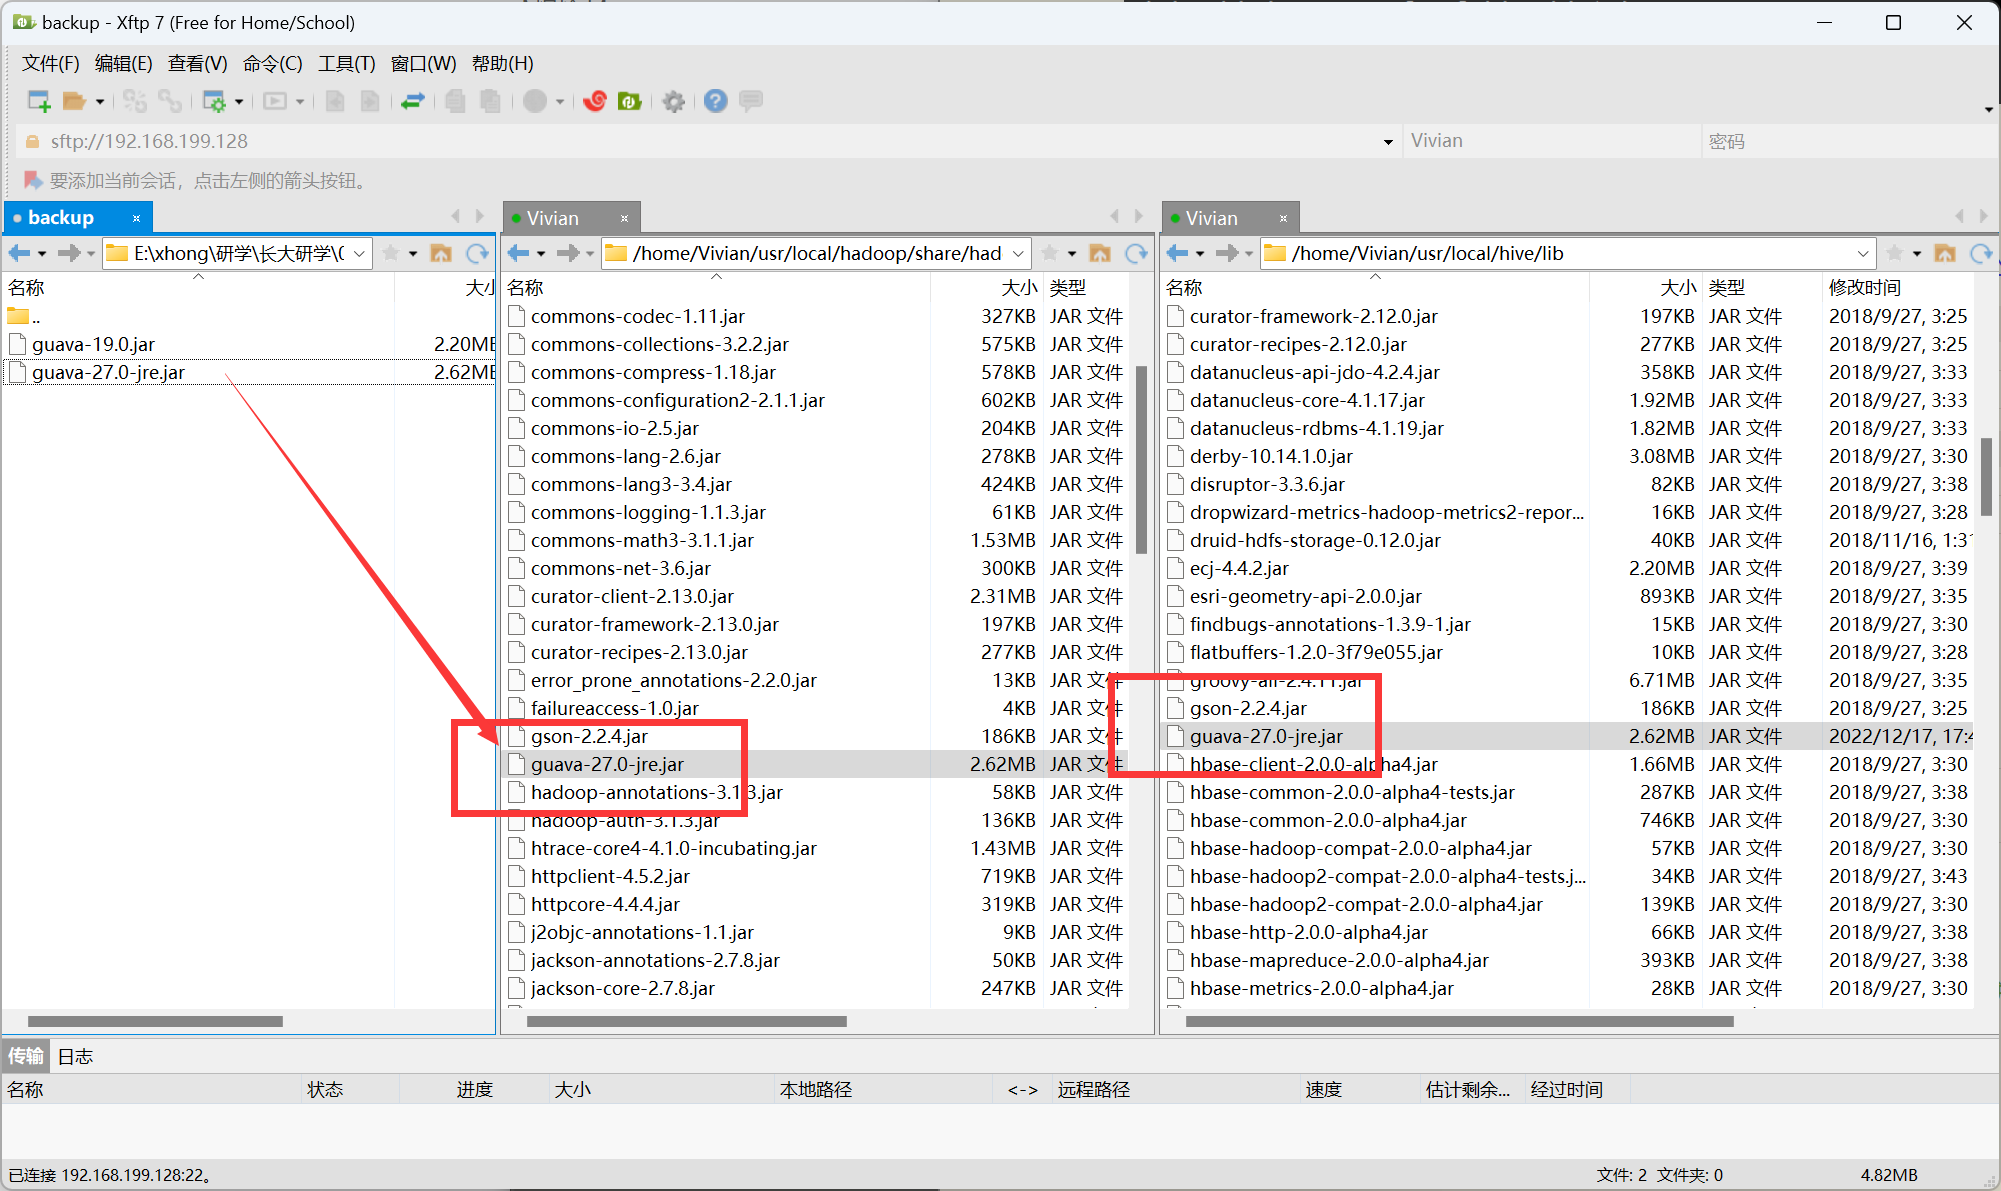 backup - Xftp 7 (Free for Home/School)
文件(F) 编辑(E) 查看(V) 命令(C) 工具(T) 窗口(W) 帮助(H)
sftp://192.168.199.128
Vivian
密码
要添加当前会话，点击左侧的箭头按钮。
backup
E:\xhong\研学\长大研学\
名称 大小
..
guava-19.0.jar 2.20MB
guava-27.0-jre.jar 2.62MB
Vivian
/home/Vivian/usr/local/hadoop/share/had
名称 大小 类型
commons-codec-1.11.jar 327KB JAR 文件
commons-collections-3.2.2.jar 575KB JAR 文件
commons-compress-1.18.jar 578KB JAR 文件
commons-configuration2-2.1.1.jar 602KB JAR 文件
commons-io-2.5.jar 204KB JAR 文件
commons-lang-2.6.jar 278KB JAR 文件
commons-lang3-3.4.jar 424KB JAR 文件
commons-logging-1.1.3.jar 61KB JAR 文件
commons-math3-3.1.1.jar 1.53MB JAR 文件
commons-net-3.6.jar 300KB JAR 文件
curator-client-2.13.0.jar 2.31MB JAR 文件
curator-framework-2.13.0.jar 197KB JAR 文件
curator-recipes-2.13.0.jar 277KB JAR 文件
error_prone_annotations-2.2.0.jar 13KB JAR 文件
failureaccess-1.0.jar 4KB JAR 文件
gson-2.2.4.jar 186KB JAR 文件
guava-27.0-jre.jar 2.62MB JAR 文件
hadoop-annotations-3.1.3.jar 58KB JAR 文件
hadoop-auth-3.1.3.jar 136KB JAR 文件
htrace-core4-4.1.0-incubating.jar 1.43MB JAR 文件
httpclient-4.5.2.jar 719KB JAR 文件
httpcore-4.4.4.jar 319KB JAR 文件
j2objc-annotations-1.1.jar 9KB JAR 文件
jackson-annotations-2.7.8.jar 50KB JAR 文件
jackson-core-2.7.8.jar 247KB JAR 文件
Vivian
/home/Vivian/usr/local/hive/lib
名称 大小 类型 修改时间
curator-framework-2.12.0.jar 197KB JAR 文件 2018/9/27, 3:25
curator-recipes-2.12.0.jar 277KB JAR 文件 2018/9/27, 3:25
datanucleus-api-jdo-4.2.4.jar 358KB JAR 文件 2018/9/27, 3:33
datanucleus-core-4.1.17.jar 1.92MB JAR 文件 2018/9/27, 3:33
datanucleus-rdbms-4.1.19.jar 1.82MB JAR 文件 2018/9/27, 3:33
derby-10.14.1.0.jar 3.08MB JAR 文件 2018/9/27, 3:30
disruptor-3.3.6.jar 82KB JAR 文件 2018/9/27, 3:38
dropwizard-metrics-hadoop-metrics2-repor... 16KB JAR 文件 2018/9/27, 3:28
druid-hdfs-storage-0.12.0.jar 40KB JAR 文件 2018/11/16, 1:3
ecj-4.4.2.jar 2.20MB JAR 文件 2018/9/27, 3:39
esri-geometry-api-2.0.0.jar 893KB JAR 文件 2018/9/27, 3:35
findbugs-annotations-1.3.9-1.jar 15KB JAR 文件 2018/9/27, 3:30
flatbuffers-1.2.0-3f79e055.jar 10KB JAR 文件 2018/9/27, 3:28
groovy-all-2.4.11.jar 6.71MB JAR 文件 2018/9/27, 3:35
gson-2.2.4.jar 186KB JAR 文件 2018/9/27, 3:25
guava-27.0-jre.jar 2.62MB JAR 文件 2022/12/17, 17:4
hbase-client-2.0.0-alpha4.jar 1.66MB JAR 文件 2018/9/27, 3:30
hbase-common-2.0.0-alpha4-tests.jar 287KB JAR 文件 2018/9/27, 3:38
hbase-common-2.0.0-alpha4.jar 746KB JAR 文件 2018/9/27, 3:30
hbase-hadoop-compat-2.0.0-alpha4.jar 57KB JAR 文件 2018/9/27, 3:30
hbase-hadoop2-compat-2.0.0-alpha4-tests.j... 34KB JAR 文件 2018/9/27, 3:43
hbase-hadoop2-compat-2.0.0-alpha4.jar 139KB JAR 文件 2018/9/27, 3:30
hbase-http-2.0.0-alpha4.jar 66KB JAR 文件 2018/9/27, 3:38
hbase-mapreduce-2.0.0-alpha4.jar 393KB JAR 文件 2018/9/27, 3:38
hbase-metrics-2.0.0-alpha4.jar 28KB JAR 文件 2018/9/27, 3:30
传输 日志
名称 状态 进度 大小 本地路径 <-> 远程路径 速度 估计剩余... 经过时间
已连接 192.168.199.128:22。
文件: 2 文件夹: 0
4.82MB